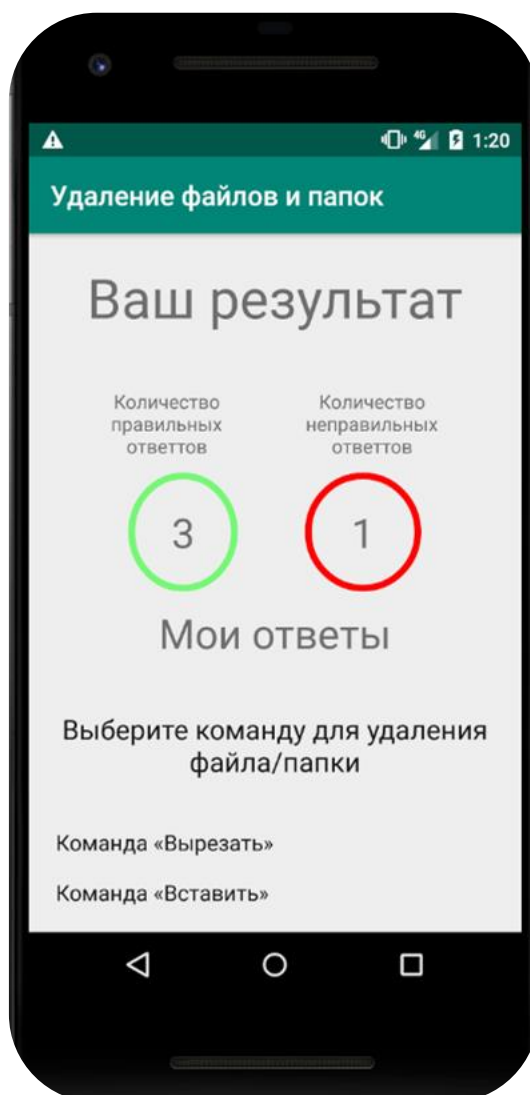 4G 1:20
Удаление файлов и папок
Ваш результат
Количество
правильных
ответтов
Количество
неправильных
ответтов
3
1
Мои ответы
Выберите команду для удаления
файла/папки
Команда «Вырезать»
Команда «Вставить»